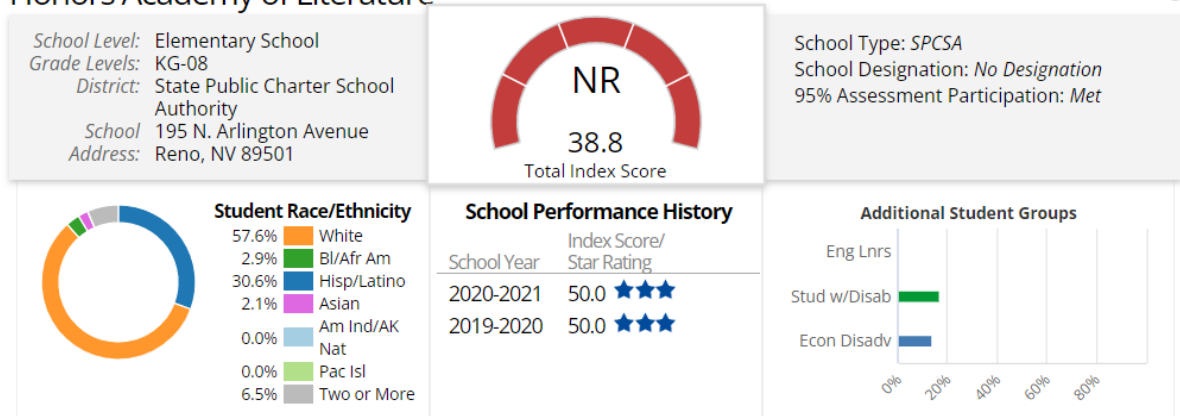 Honors Academy of Literature
School Level: Elementary School
Grade Levels: KG-08
District: State Public Charter School
Authority
School 195 N. Arlington Avenue
Address: Reno, NV 89501
NR
38.8
Total Index Score
School Type: SPCSA
School Designation: No Designation
95% Assessment Participation: Met
Student Race/Ethnicity
57.6% White
2.9% Bl/Afr Am
30.6% Hisp/Latino
2.1% Asian
0.0% Am Ind/AK
Nat
0.0% Pac Isl
6.5% Two or More
School Performance History
Index Score/
School Year Star Rating
2020-2021 50.0
2019-2020 50.0
Additional Student Groups
Eng Lnrs
Stud w/Disab
Econ Disadv
0% 20% 40% 60% 80%